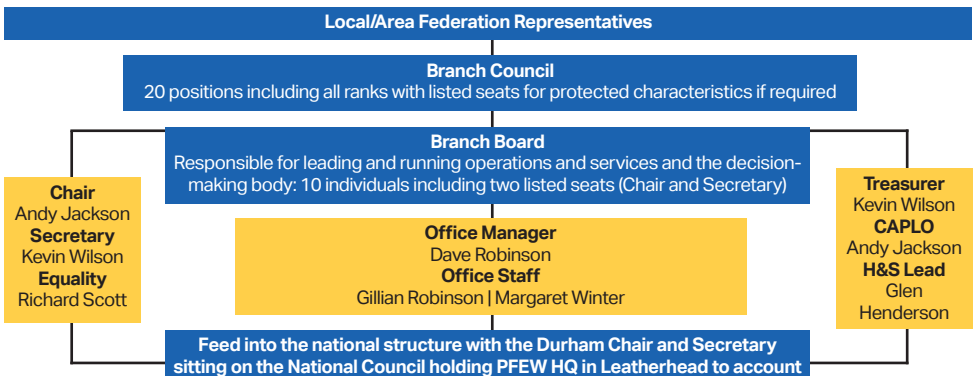 Local/Area Federation Representatives
Branch Council
20 positions including all ranks with listed seats for protected characteristics if required
Branch Board
Responsible for leading and running operations and services and the decision-
making body: 10 individuals including two listed seats (Chair and Secretary)
Chair
Andy Jackson
Secretary
Kevin Wilson
Equality
Richard Scott
Office Manager
Dave Robinson
Office Staff
Gillian Robinson | Margaret Winter
Treasurer
Kevin Wilson
CAPLO
Andy Jackson
H&S Lead
Glen
Henderson
Feed into the national structure with the Durham Chair and Secretary
sitting on the National Council holding PFEW HQ in Leatherhead to account